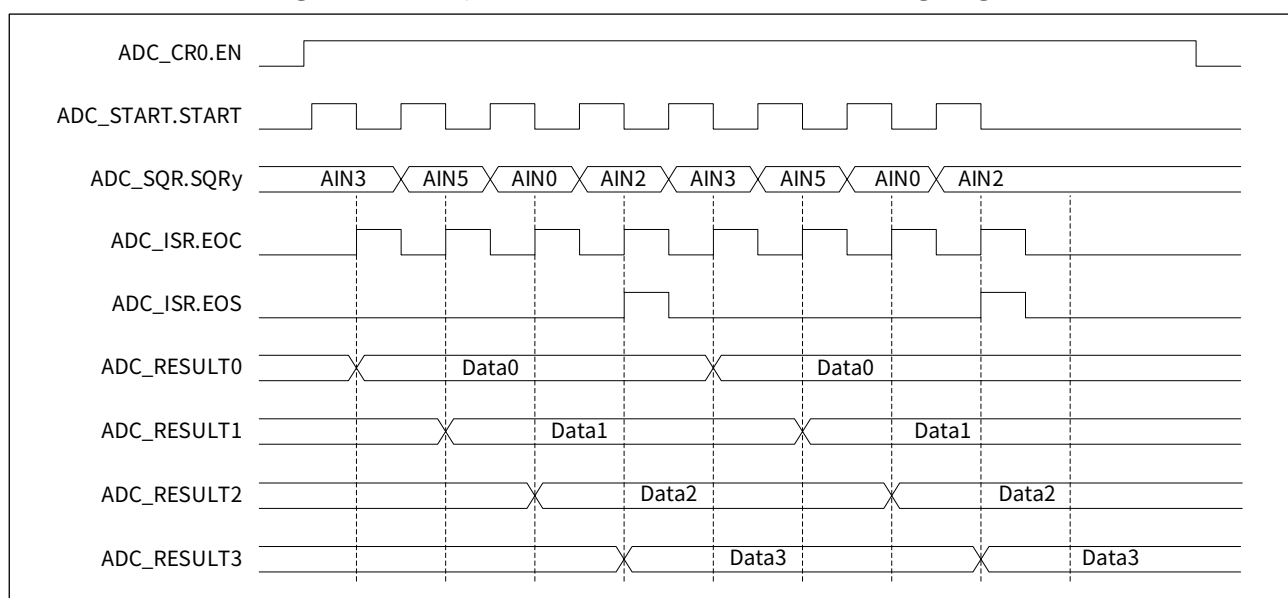 ADC_CR0.EN
ADC_START.START
ADC_SQR.SQRy AIN3 AIN5 AIN0 AIN2 AIN3 AIN5 AIN0 AIN2
ADC_ISR.EOC
ADC_ISR.EOS
ADC_RESULT0 Data0 Data0
ADC_RESULT1 Data1 Data1
ADC_RESULT2 Data2 Data2
ADC_RESULT3 Data3 Data3